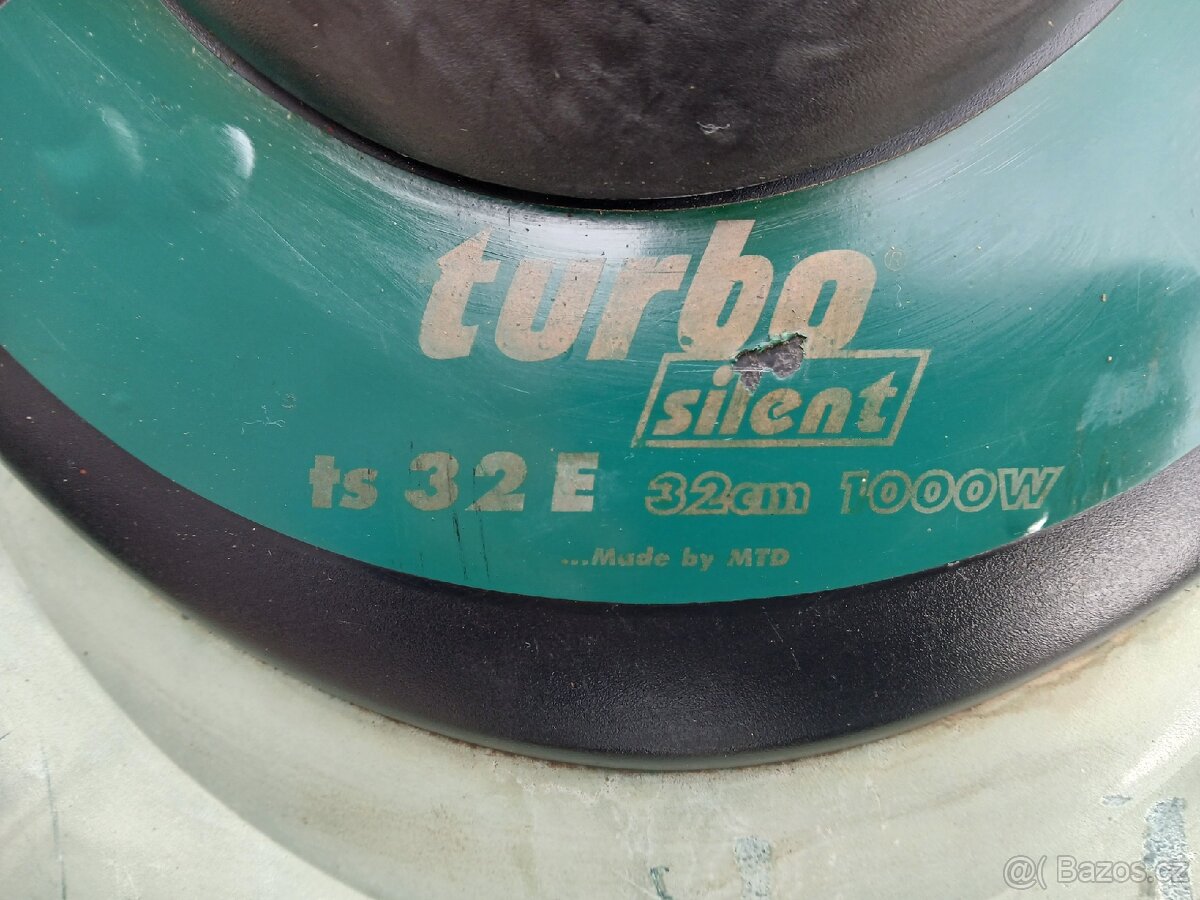 turbo®
silent
ts 32 E 32cm 1000W
...Made by MTD
@( Bazos.cz